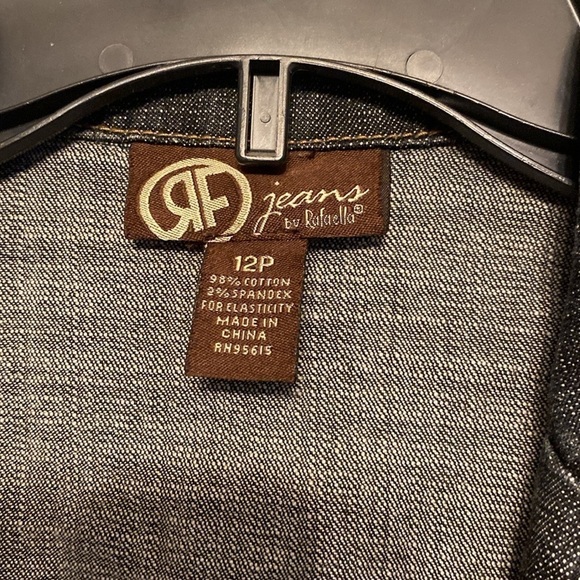 RF jeans
by Rafaella®
12P
98% COTTON
2% SPANDEX
FOR ELASTICITY
MADE IN
CHINA
RN95615